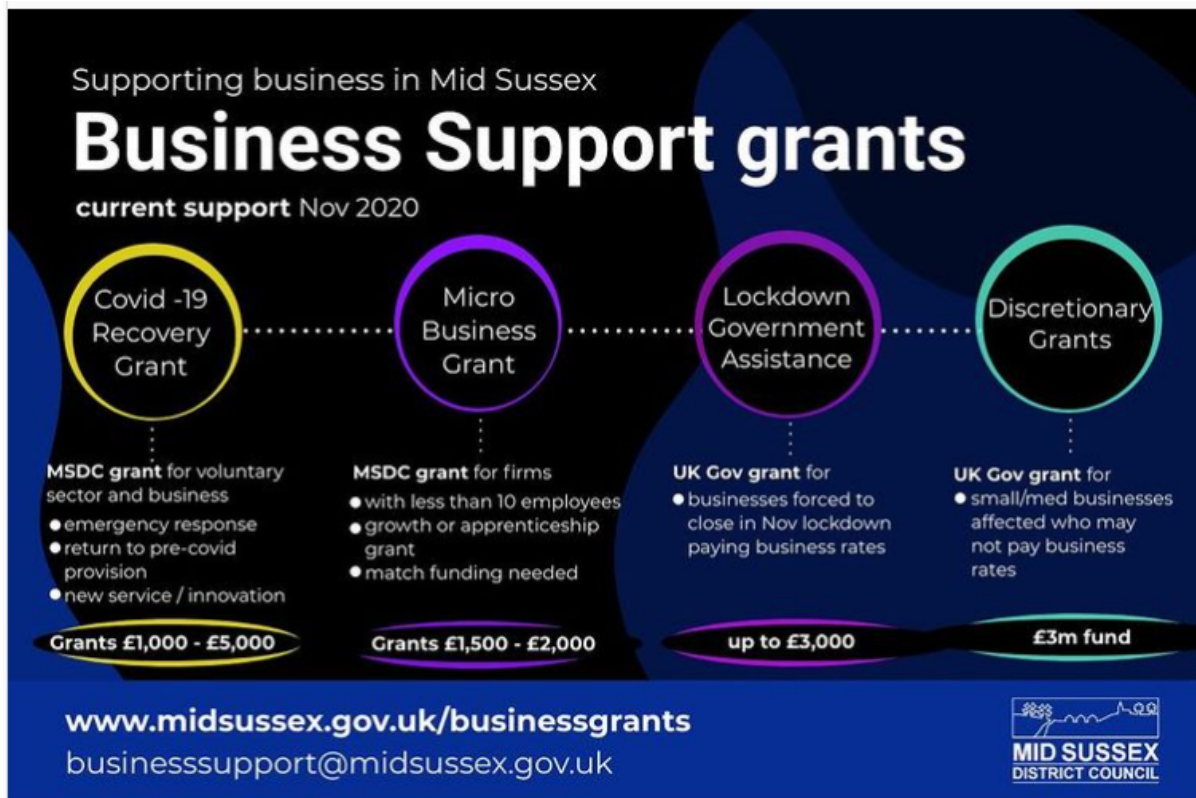 Supporting business in Mid Sussex
Business Support grants
current support Nov 2020
Covid -19
Recovery
Grant
MSDC grant for voluntary
sector and business
● emergency response
● return to pre-covid
provision
● new service / innovation
Grants £1,000 - £5,000
Micro
Business
Grant
MSDC grant for firms
● with less than 10 employees
● growth or apprenticeship
grant
● match funding needed
Grants £1,500 - £2,000
Lockdown
Government
Assistance
UK Gov grant for
● businesses forced to
close in Nov lockdown
paying business rates
up to £3,000
Discretionary
Grants
UK Gov grant for
● small/med businesses
affected who may
not pay business
rates
£3m fund
www.midsussex.gov.uk/businessgrants
businesssupport@midsussex.gov.uk
MID SUSSEX
DISTRICT COUNCIL